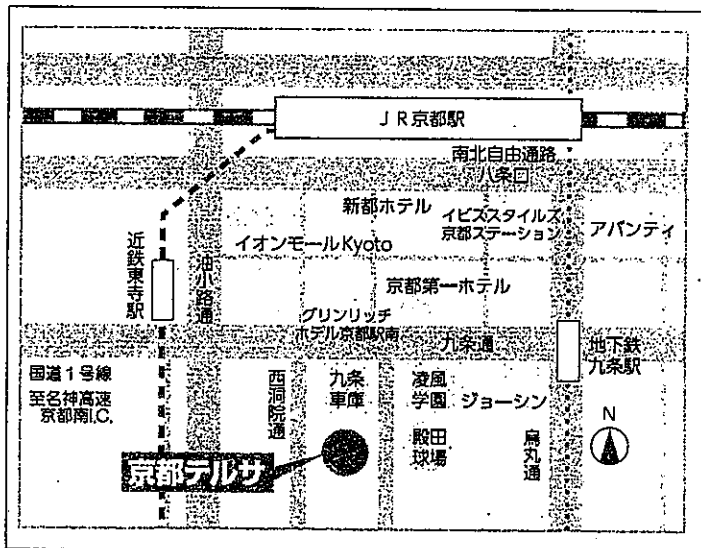 JR京都駅
南北自由通路
八条口
新都ホテル
イビススタイルズ
京都ステーション
アバンティ
イオンモールKyoto
近鉄東寺駅
油小路通
京都第一ホテル
グリンリッチ
ホテル京都駅南
九条通
地下鉄
九条駅
国道1号線
至名神高速
京都南I.C.
西洞院通
九条
車庫
凌風
学園
ジョーシン
殿田
球場
烏丸通
N
京都テルサ